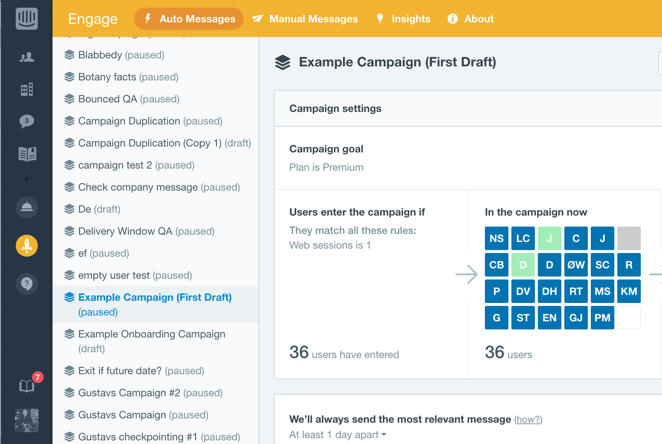 Engage
Auto Messages
Manual Messages
Insights
About
Blabbedy (paused)
Botany facts (paused)
Bounced QA (paused)
Campaign Duplication (paused)
Campaign Duplication (Copy 1) (draft)
campaign test 2 (paused)
Check company message (paused)
De (draft)
Delivery Window QA (paused)
ef (paused)
empty user test (paused)
Example Campaign (First Draft)
(paused)
Example Onboarding Campaign
(draft)
Exit if future date? (paused)
Gustavs Campaign #2 (paused)
Gustavs Campaign (paused)
Gustavs checkpointing #1 (paused)
3
7
Example Campaign (First Draft)
Campaign settings
Campaign goal
Plan is Premium
Users enter the campaign if
They match all these rules:
Web sessions is 1
36 users have entered
In the campaign now
NS LC J C J
CB D D ØW SC R
P DV DH RT MS KM
G ST EN GJ PM
36 users
We'll always send the most relevant message (how?)
At least 1 day apart